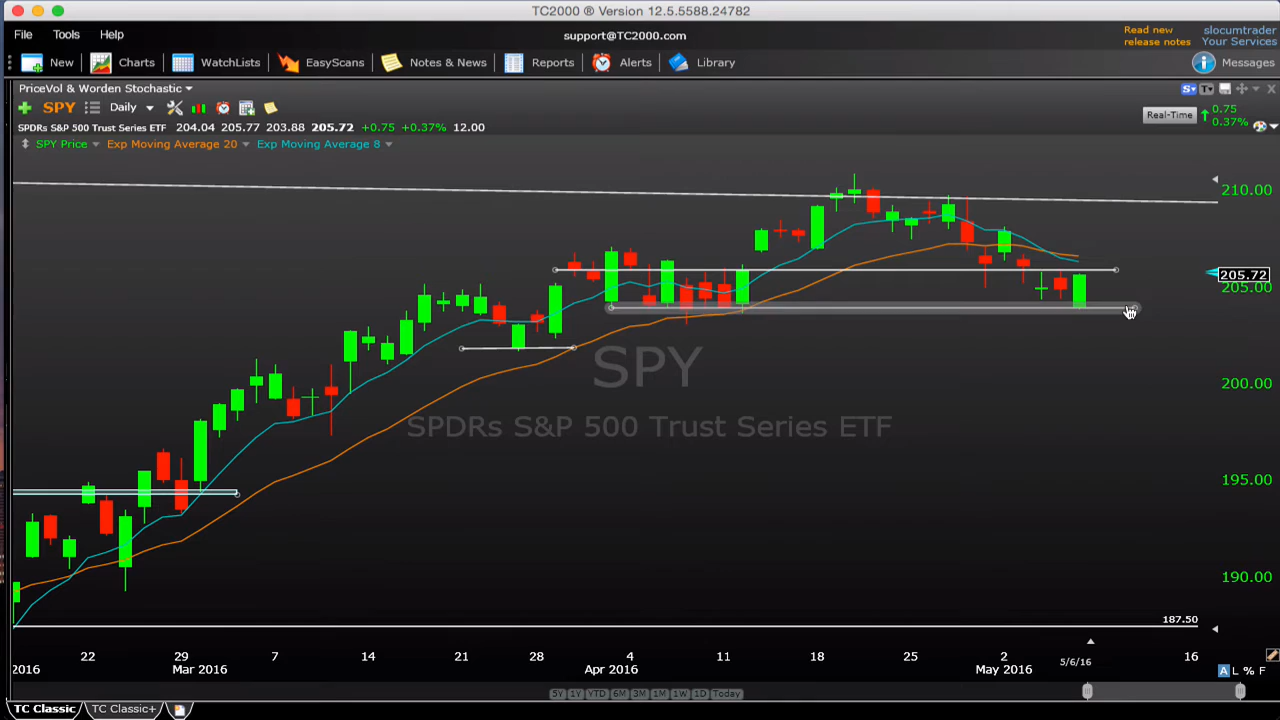 TC2000 ® Version 12.5.5588.24782
File Tools Help
support@TC2000.com
Read new
release notes
slocumtrader
Your Services
New Charts WatchLists EasyScans Notes & News Reports Alerts Library
Messages
PriceVol & Worden Stochastic
S T
SPY Daily
Real-Time
0.75
0.37%
SPDRs S&P 500 Trust Series ETF 204.04 205.77 203.88 205.72 +0.75 +0.37% 12.00
SPY Price Exp Moving Average 20 Exp Moving Average 8
210.00
205.72
205.00
SPY
200.00
SPDRs S&P 500 Trust Series ETF
195.00
190.00
187.50
22 29 7 14 21 28 4 11 18 25 2 16
2016 Mar 2016 Apr 2016 May 2016 5/6/16
A L % F
5Y 1Y YTD 6M 3M 1M 1W 1D Today
TC Classic TC Classic+